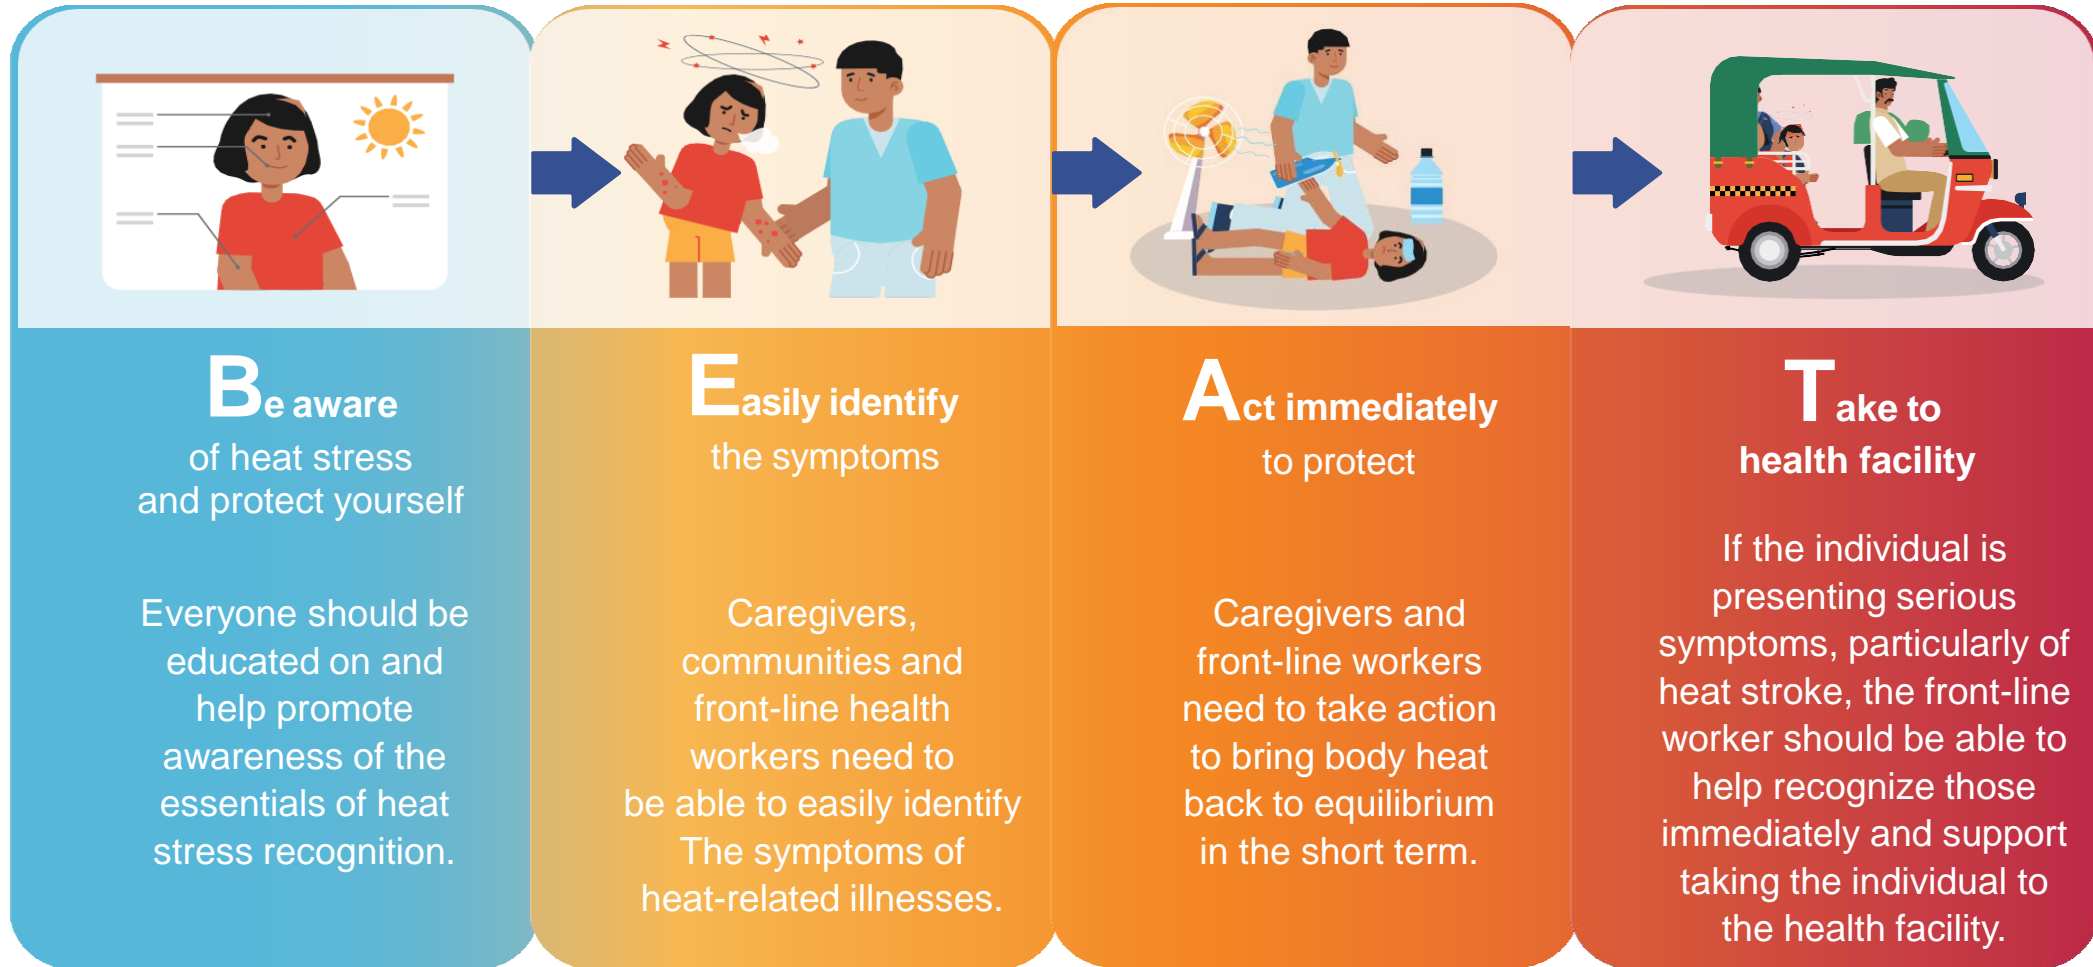 Be aware
of heat stress
and protect yourself
Everyone should be
educated on and
help promote
awareness of the
essentials of heat
stress recognition.
Easily identify
the symptoms
Caregivers,
communities and
front-line health
workers need to
be able to easily identify
The symptoms of
heat-related illnesses.
Act immediately
to protect
Caregivers and
front-line workers
need to take action
to bring body heat
back to equilibrium
in the short term.
Take to
health facility
If the individual is
presenting serious
symptoms, particularly of
heat stroke, the front-line
worker should be able to
help recognize those
immediately and support
taking the individual to
the health facility.